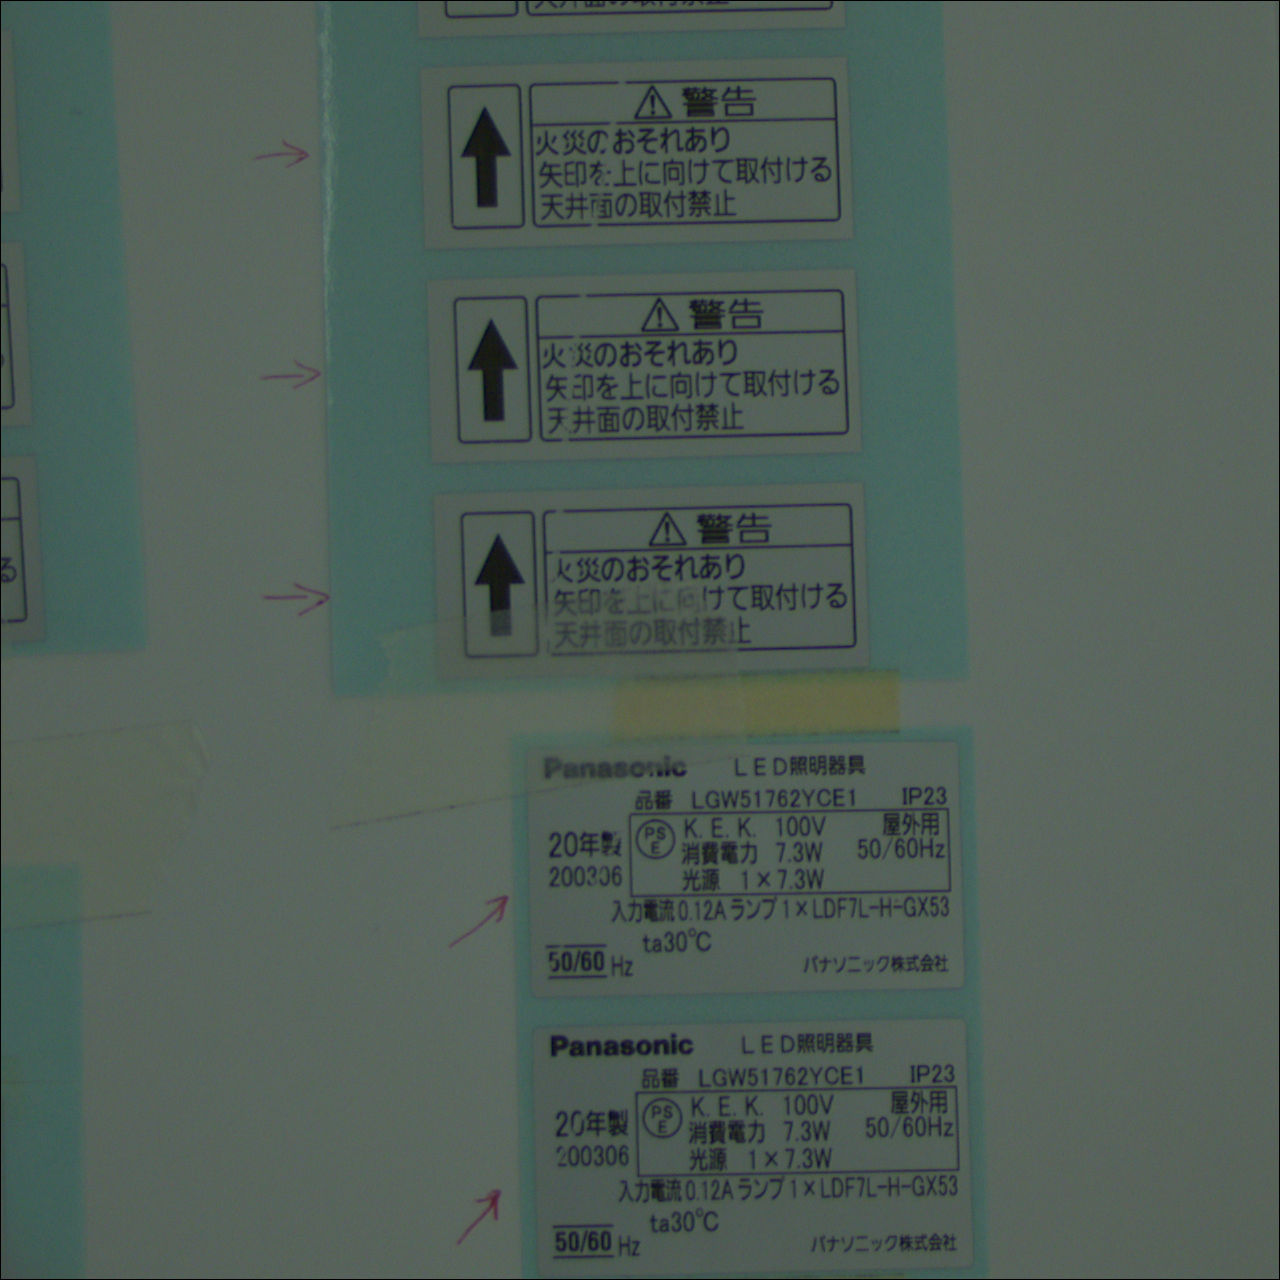 天井面の取付禁止
警告
火災のおそれあり
矢印を上に向けて取付ける
天井面の取付禁止
警告
火災のおそれあり
矢印を上に向けて取付ける
天井面の取付禁止
警告
火災のおそれあり
矢印を上に向けて取付ける
天井面の取付禁止
る
Panasonic LED照明器具
品番 LGW51762YCE1 IP23
20年製 PSE K.E.K. 100V 屋外用
消費電力 7.3W 50/60Hz
200306 光源 1×7.3W
入力電流0.12A ランプ1×LDF7L-H-GX53
ta30℃
50/60 Hz パナソニック株式会社
Panasonic LED照明器具
品番 LGW51762YCE1 IP23
20年製 PSE K.E.K. 100V 屋外用
消費電力 7.3W 50/60Hz
200306 光源 1×7.3W
入力電流0.12A ランプ1×LDF7L-H-GX53
ta30℃
50/60 Hz パナソニック株式会社